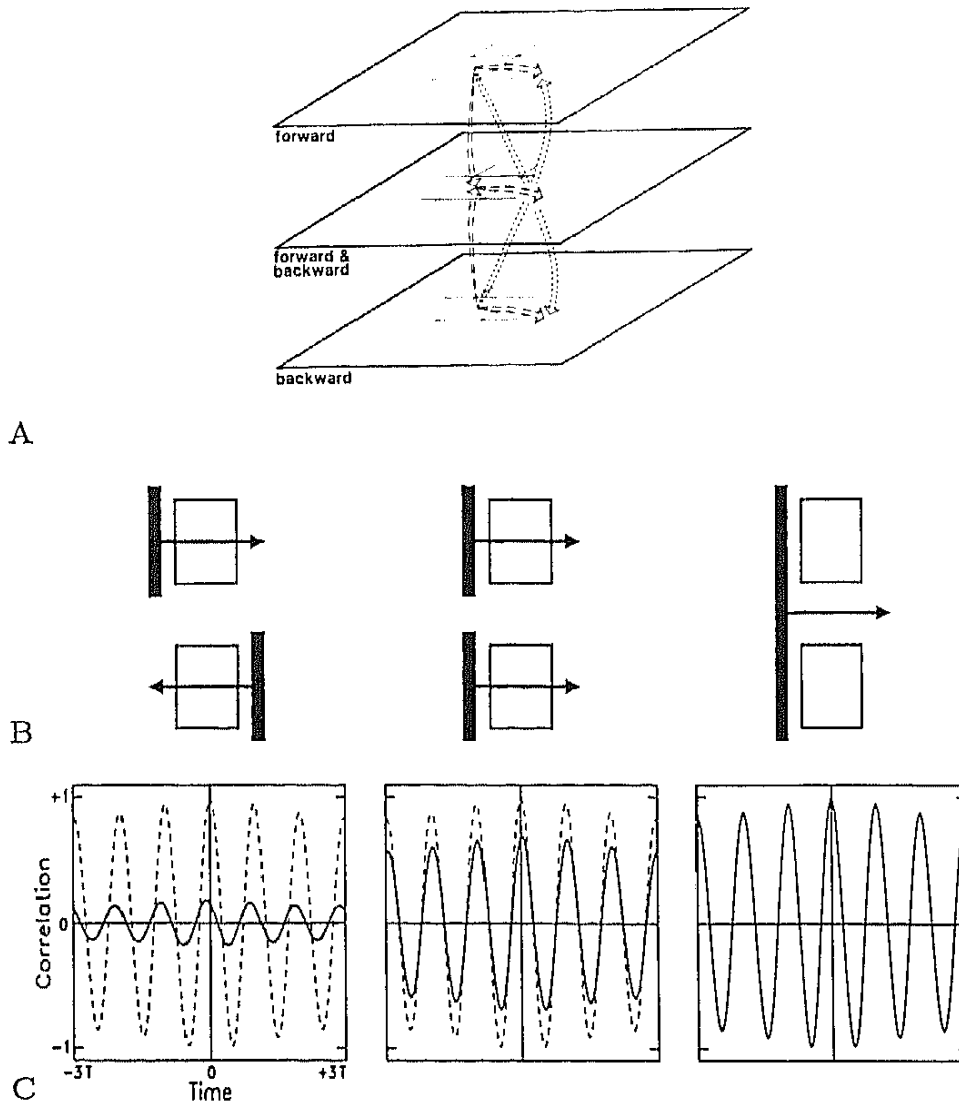 forward
forward &
backward
backward
A
B
+1
0
-1
Correlation
-3T 0 +3T
Time
C